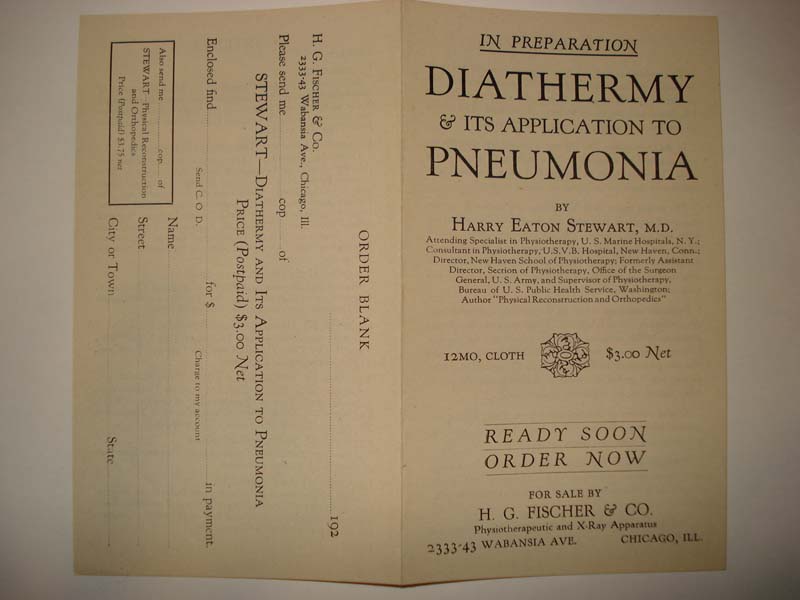 IN PREPARATION
DIATHERMY
& ITS APPLICATION TO
PNEUMONIA
BY
HARRY EATON STEWART, M.D.
Attending Specialist in Physiotherapy, U. S. Marine Hospitals, N. Y.;
Consultant in Physiotherapy, U.S.V.B. Hospital, New Haven, Conn.;
Director, New Haven School of Physiotherapy; Formerly Assistant
Director, Section of Physiotherapy, Office of the Surgeon
General, U. S. Army, and Supervisor of Physiotherapy,
Bureau of U. S. Public Health Service, Washington;
Author "Physical Reconstruction and Orthopedics"
12MO, CLOTH $3.00 Net
READY SOON
ORDER NOW
FOR SALE BY
H. G. FISCHER & CO.
Physiotherapeutic and X-Ray Apparatus
2333-43 WABANSIA AVE. CHICAGO, ILL.
ORDER BLANK
192
H. G. FISCHER & CO.
2333-43 Wabansia Ave., Chicago, Ill.
Please send me cop of
STEWART—DIATHERMY AND ITS APPLICATION TO PNEUMONIA
PRICE (Postpaid) $3.00 Net
Enclosed find for $ in payment.
Send C. O. D. Charge to my account
Name
Street
City or Town State
Also send me cop of
STEWART—Physical Reconstruction
and Orthopedics
Price (Postpaid) $3.75 net